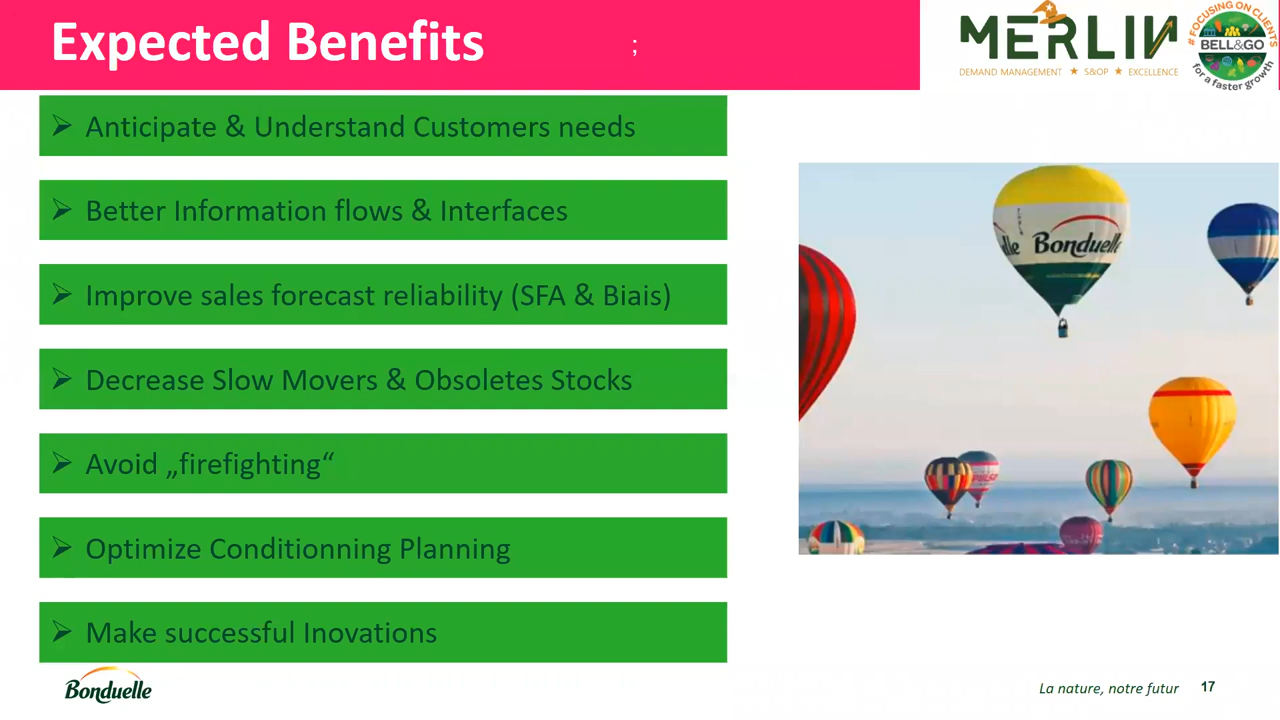 Expected Benefits
;
MERLIN
DEMAND MANAGEMENT ★ S&OP ★ EXCELLENCE
# FOCUSING ON CLIENTS
BELL&GO
for a faster growth
➢ Anticipate & Understand Customers needs
➢ Better Information flows & Interfaces
➢ Improve sales forecast reliability (SFA & Biais)
➢ Decrease Slow Movers & Obsoletes Stocks
➢ Avoid „firefighting“
➢ Optimize Conditionning Planning
➢ Make successful Inovations
Bonduelle
Bonduelle
La nature, notre futur
17